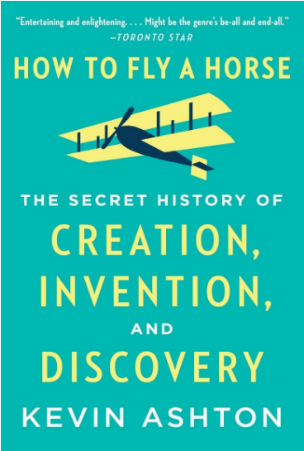 “Entertaining and enlightening. . . . Might be the genre’s be-all and end-all.”
—TORONTO STAR
HOW TO FLY A HORSE
THE SECRET HISTORY OF
CREATION,
INVENTION,
AND
DISCOVERY
KEVIN ASHTON